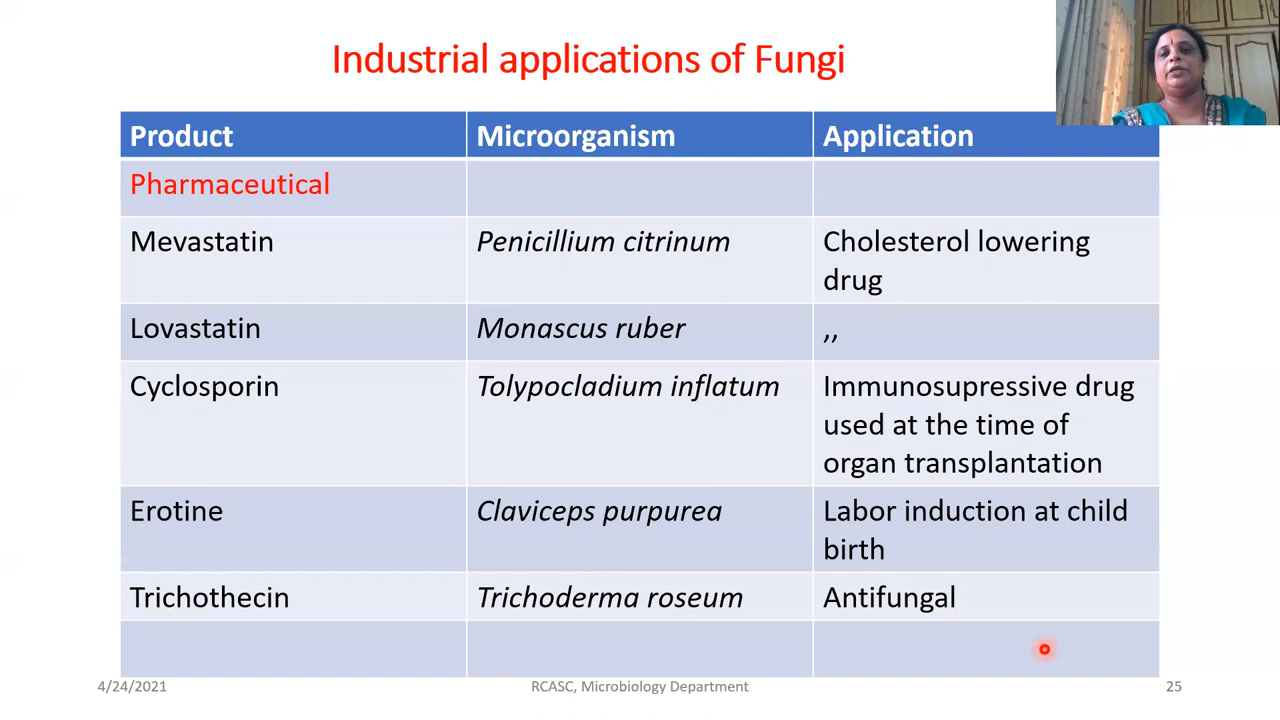 Industrial applications of Fungi
Product Microorganism Application
Pharmaceutical
Mevastatin Penicillium citrinum Cholesterol lowering
drug
Lovastatin Monascus ruber ,,
Cyclosporin Tolypocladium inflatum Immunosupressive drug
used at the time of
organ transplantation
Erotine Claviceps purpurea Labor induction at child
birth
Trichothecin Trichoderma roseum Antifungal
4/24/2021 RCASC, Microbiology Department 25